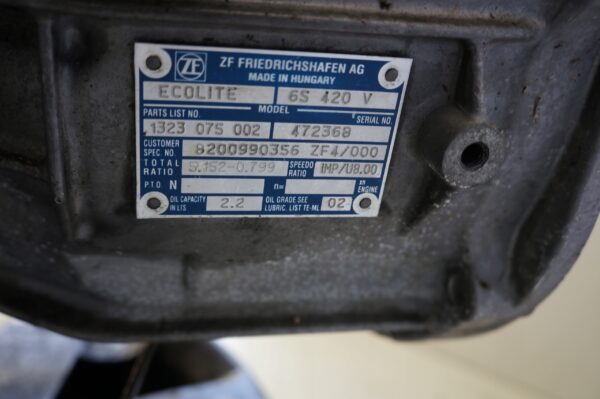 ZF ZF FRIEDRICHSHAFEN AG
MADE IN HUNGARY
ECOLITE 6S 420 V
PARTS LIST NO. MODEL SERIAL NO.
1323 075 002 472368
CUSTOMER SPEC. NO. 8200990356 ZF4/000
TOTAL RATIO 5.152-0.799 SPEEDO RATIO IMP/U8.00
P.T.O N n= x n ENGINE
OIL CAPACITY IN LTS 2.2 OIL GRADE SEE LUBRIC. LIST TE-ML 02